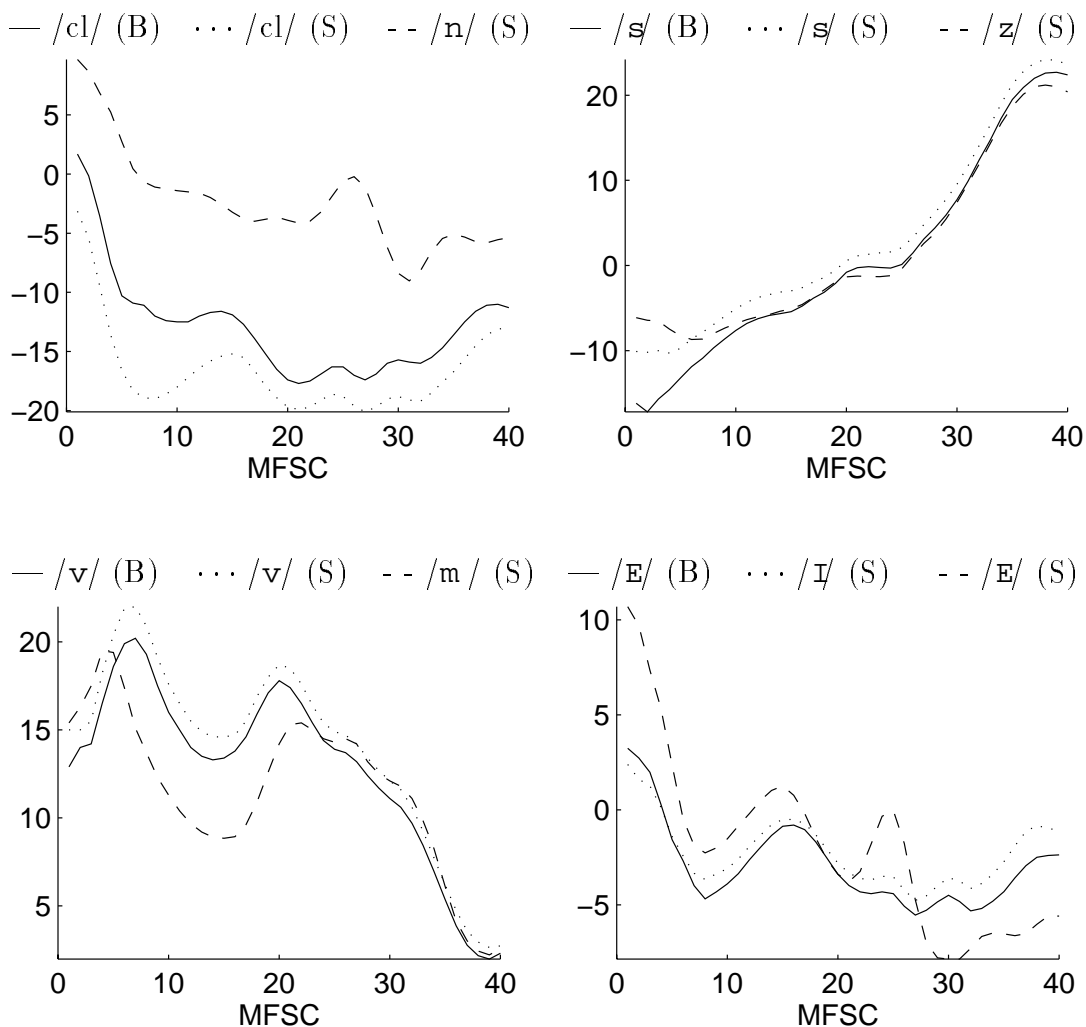 — /cl/ (B) ··· /cl/ (S) -- /n/ (S)
5
0
−5
−10
−15
−20
0 10 20 30 40
MFSC
— /s/ (B) ··· /s/ (S) -- /z/ (S)
20
10
0
−10
0 10 20 30 40
MFSC
— /v/ (B) ··· /v/ (S) -- /m/ (S)
20
15
10
5
0 10 20 30 40
MFSC
— /E/ (B) ··· /I/ (S) -- /E/ (S)
10
5
0
−5
0 10 20 30 40
MFSC